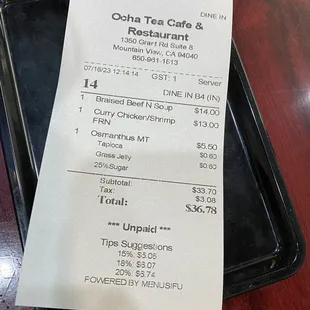 DINE IN
Ocha Tea Cafe &
Restaurant
1350 Grant Rd Suite 8
Mountain View, CA 94040
650-961-1613
07/16/23 12:14:14 GST: 1 Server
14 DINE IN B4 (IN)
1 Braised Beef N Soup $14.00
1 Curry Chicken/Shrimp $13.00
FRN
1 Osmanthus MT $5.50
Tapioca $0.60
Grass Jelly $0.60
25%Sugar
Subtotal: $33.70
Tax: $3.08
Total: $36.78
*** Unpaid ***
Tips Suggestions
15%: $5.06
18%: $6.07
20%: $6.74
POWERED BY MENUSIFU